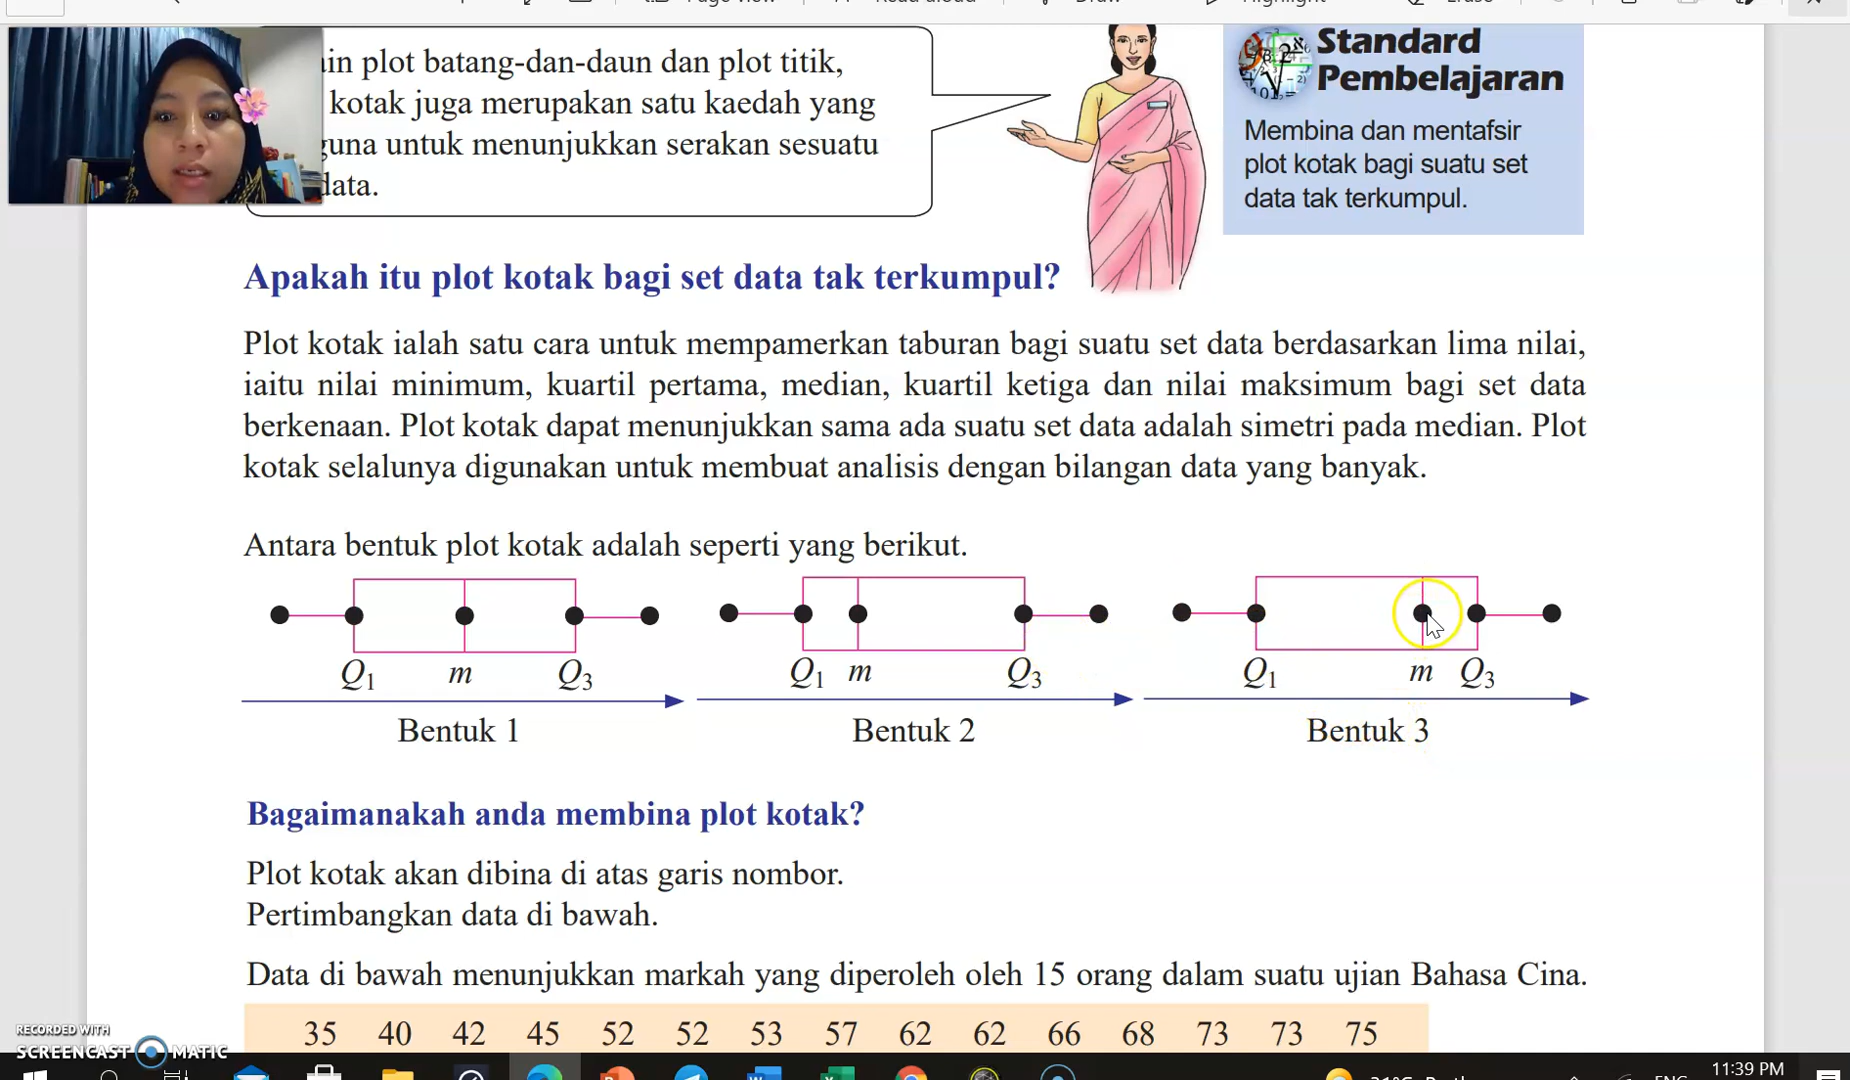 Page view
Read aloud
Draw
Highlight
Erase
in plot batang-dan-daun dan plot titik,
kotak juga merupakan satu kaedah yang
guna untuk menunjukkan serakan sesuatu
data.
Standard
Pembelajaran
Membina dan mentafsir
plot kotak bagi suatu set
data tak terkumpul.
Apakah itu plot kotak bagi set data tak terkumpul?
Plot kotak ialah satu cara untuk mempamerkan taburan bagi suatu set data berdasarkan lima nilai,
iaitu nilai minimum, kuartil pertama, median, kuartil ketiga dan nilai maksimum bagi set data
berkenaan. Plot kotak dapat menunjukkan sama ada suatu set data adalah simetri pada median. Plot
kotak selalunya digunakan untuk membuat analisis dengan bilangan data yang banyak.
Antara bentuk plot kotak adalah seperti yang berikut.
Q₁ m Q₃
Bentuk 1
Q₁ m Q₃
Bentuk 2
Q₁ m Q₃
Bentuk 3
Bagaimanakah anda membina plot kotak?
Plot kotak akan dibina di atas garis nombor.
Pertimbangkan data di bawah.
Data di bawah menunjukkan markah yang diperoleh oleh 15 orang dalam suatu ujian Bahasa Cina.
35 40 42 45 52 52 53 57 62 62 66 68 73 73 75
RECORDED WITH
SCREENCAST MATIC
ENG
11:39 PM